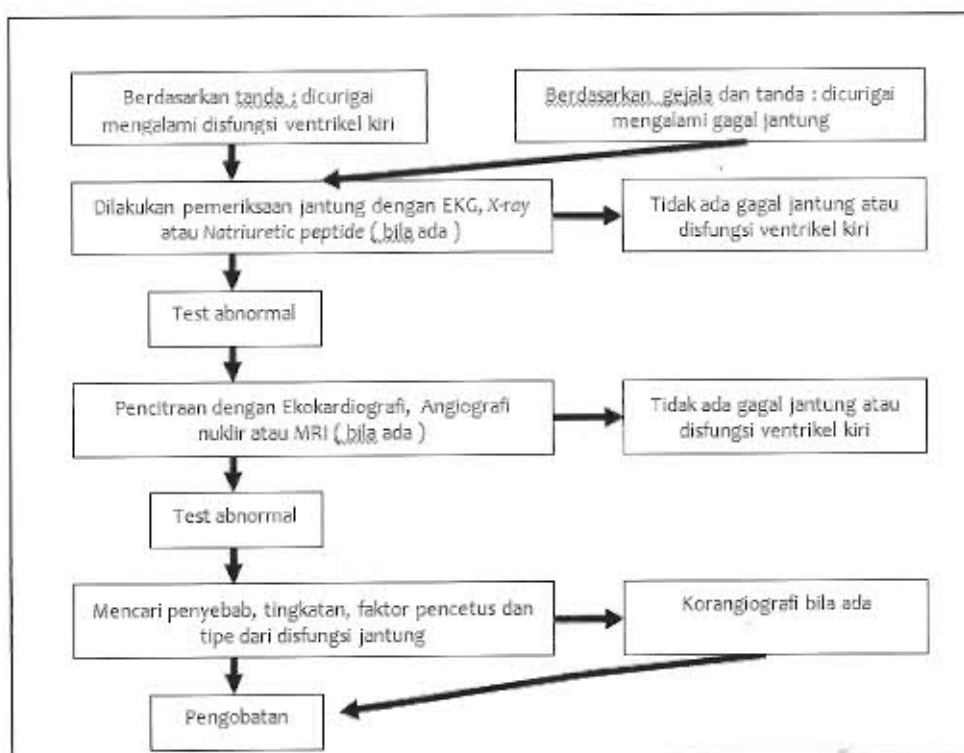 Berdasarkan tanda : dicurigai
mengalami disfungsi ventrikel kiri
Berdasarkan gejala dan tanda : dicurigai
mengalami gagal jantung
Dilakukan pemeriksaan jantung dengan EKG, X-ray
atau Natriuretic peptide ( bila ada )
Tidak ada gagal jantung atau
disfungsi ventrikel kiri
Test abnormal
Pencitraan dengan Ekokardiografi, Angiografi
nuklir atau MRI ( bila ada )
Tidak ada gagal jantung atau
disfungsi ventrikel kiri
Test abnormal
Mencari penyebab, tingkatan, faktor pencetus dan
tipe dari disfungsi jantung
Korangiografi bila ada
Pengobatan